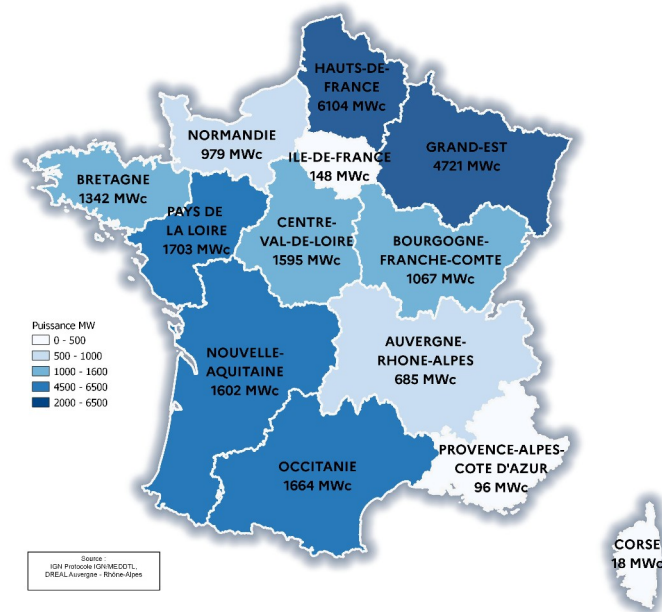 HAUTS-DE-
FRANCE
6104 MWc
NORMANDIE
979 MWc
ILE-DE-FRANCE
148 MWc
GRAND-EST
4721 MWc
BRETAGNE
1342 MWc
PAYS DE
LA LOIRE
1703 MWc
CENTRE-
VAL-DE-LOIRE
1595 MWc
BOURGOGNE-
FRANCHE-COMTE
1067 MWc
Puissance MW
0 - 500
500 - 1000
1000 - 1600
4500 - 6500
2000 - 6500
NOUVELLE-
AQUITAINE
1602 MWc
AUVERGNE-
RHONE-ALPES
685 MWc
OCCITANIE
1664 MWc
PROVENCE-ALPES-
COTE D'AZUR
96 MWc
CORSE
18 MWc
Source :
IGN Protocole IGN/MEDDTL,
DREAL Auvergne - Rhône-Alpes